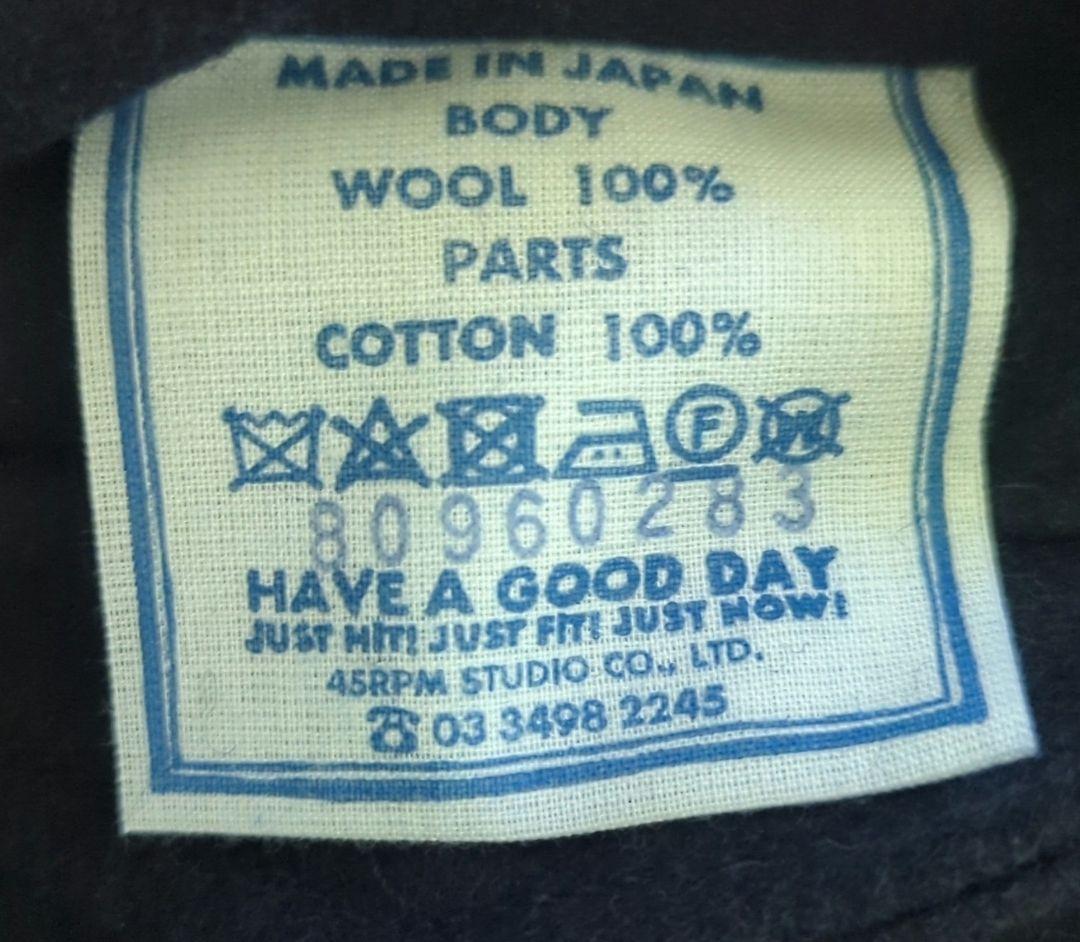 MADE IN JAPAN
BODY
WOOL 100%
PARTS
COTTON 100%
F W
80960283
HAVE A GOOD DAY
JUST HIT! JUST FIT! JUST NOW!
45RPM STUDIO CO., LTD.
☎ 03 3498 2245